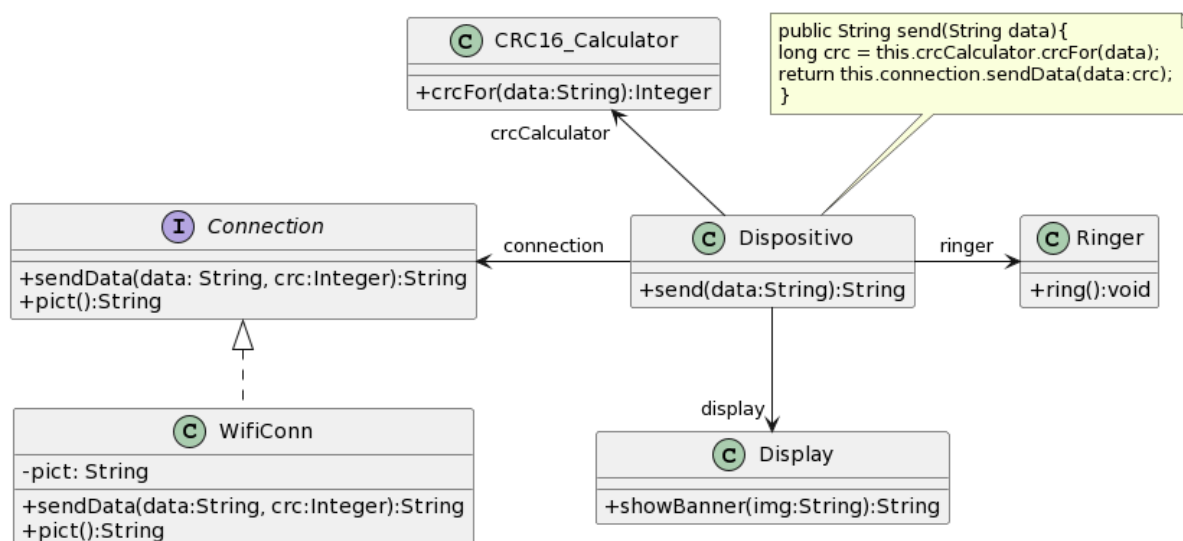 C CRC16_Calculator
+crcFor(data:String):Integer
public String send(String data){
long crc = this.crcCalculator.crcFor(data);
return this.connection.sendData(data:crc);
}
crcCalculator
I Connection
+sendData(data: String, crc:Integer):String
+pict():String
connection
C Dispositivo
+send(data:String):String
ringer
C Ringer
+ring():void
C WifiConn
-pict: String
+sendData(data:String, crc:Integer):String
+pict():String
display
C Display
+showBanner(img:String):String